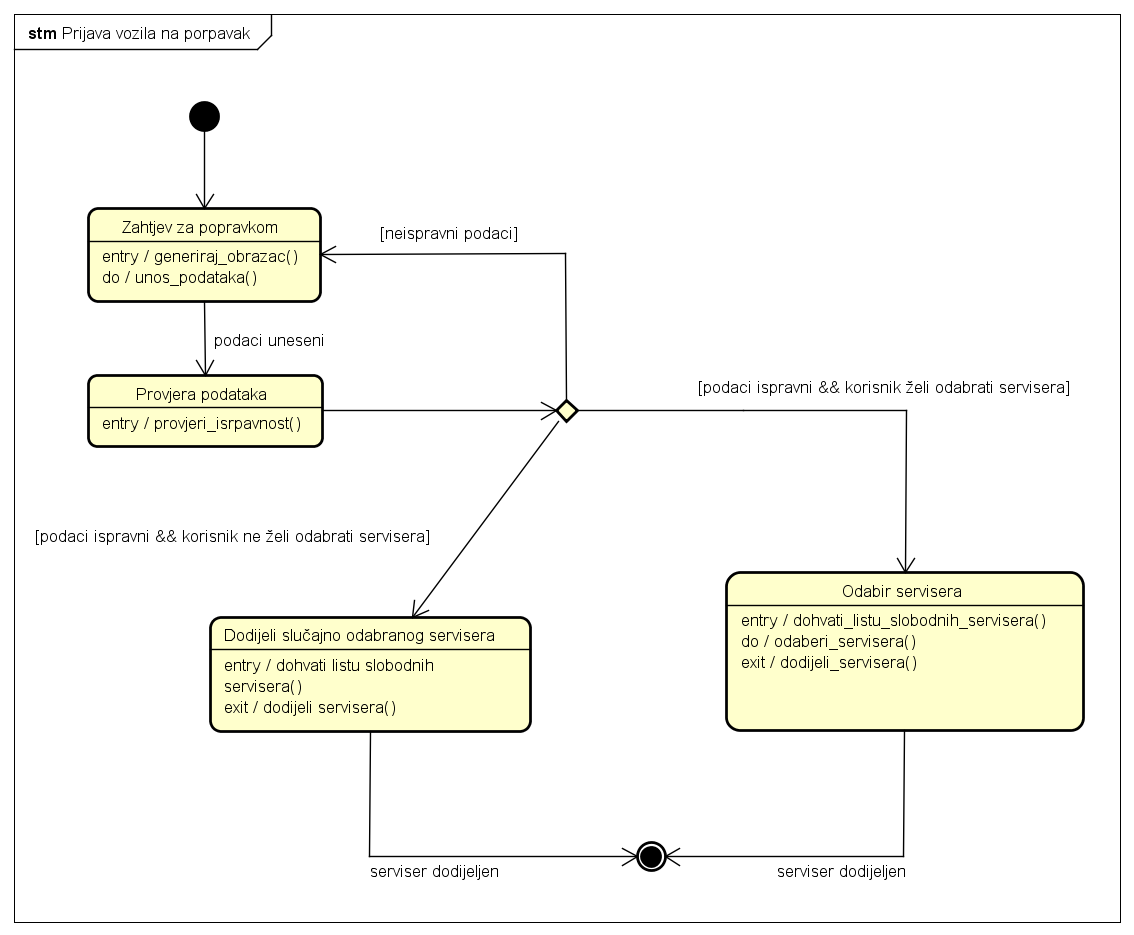 stm Prijava vozila na porpavak
Zahtjev za popravkom
entry / generiraj_obrazac()
do / unos_podataka()
[neispravni podaci]
podaci uneseni
Provjera podataka
entry / provjeri_isrpavnost()
[podaci ispravni && korisnik želi odabrati servisera]
[podaci ispravni && korisnik ne želi odabrati servisera]
Odabir servisera
entry / dohvati_listu_slobodnih_servisera()
do / odaberi_servisera()
exit / dodijeli_servisera()
Dodijeli slučajno odabranog servisera
entry / dohvati listu slobodnih
servisera()
exit / dodijeli servisera()
serviser dodijeljen
serviser dodijeljen